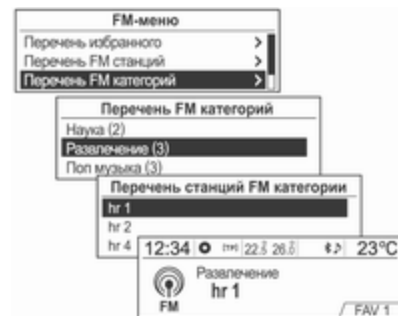 FM-меню
Перечень избранного >
Перечень FM станций >
Перечень FM категорий >
Перечень FM категорий
Наука (2)
Развлечение (3)
Поп музыка (3)
Перечень станций FM категории
hr 1
hr 2
hr 4
12:34 [TP] 22.5 26.0 23°C
Развлечение
hr 1
FM
FAV 1